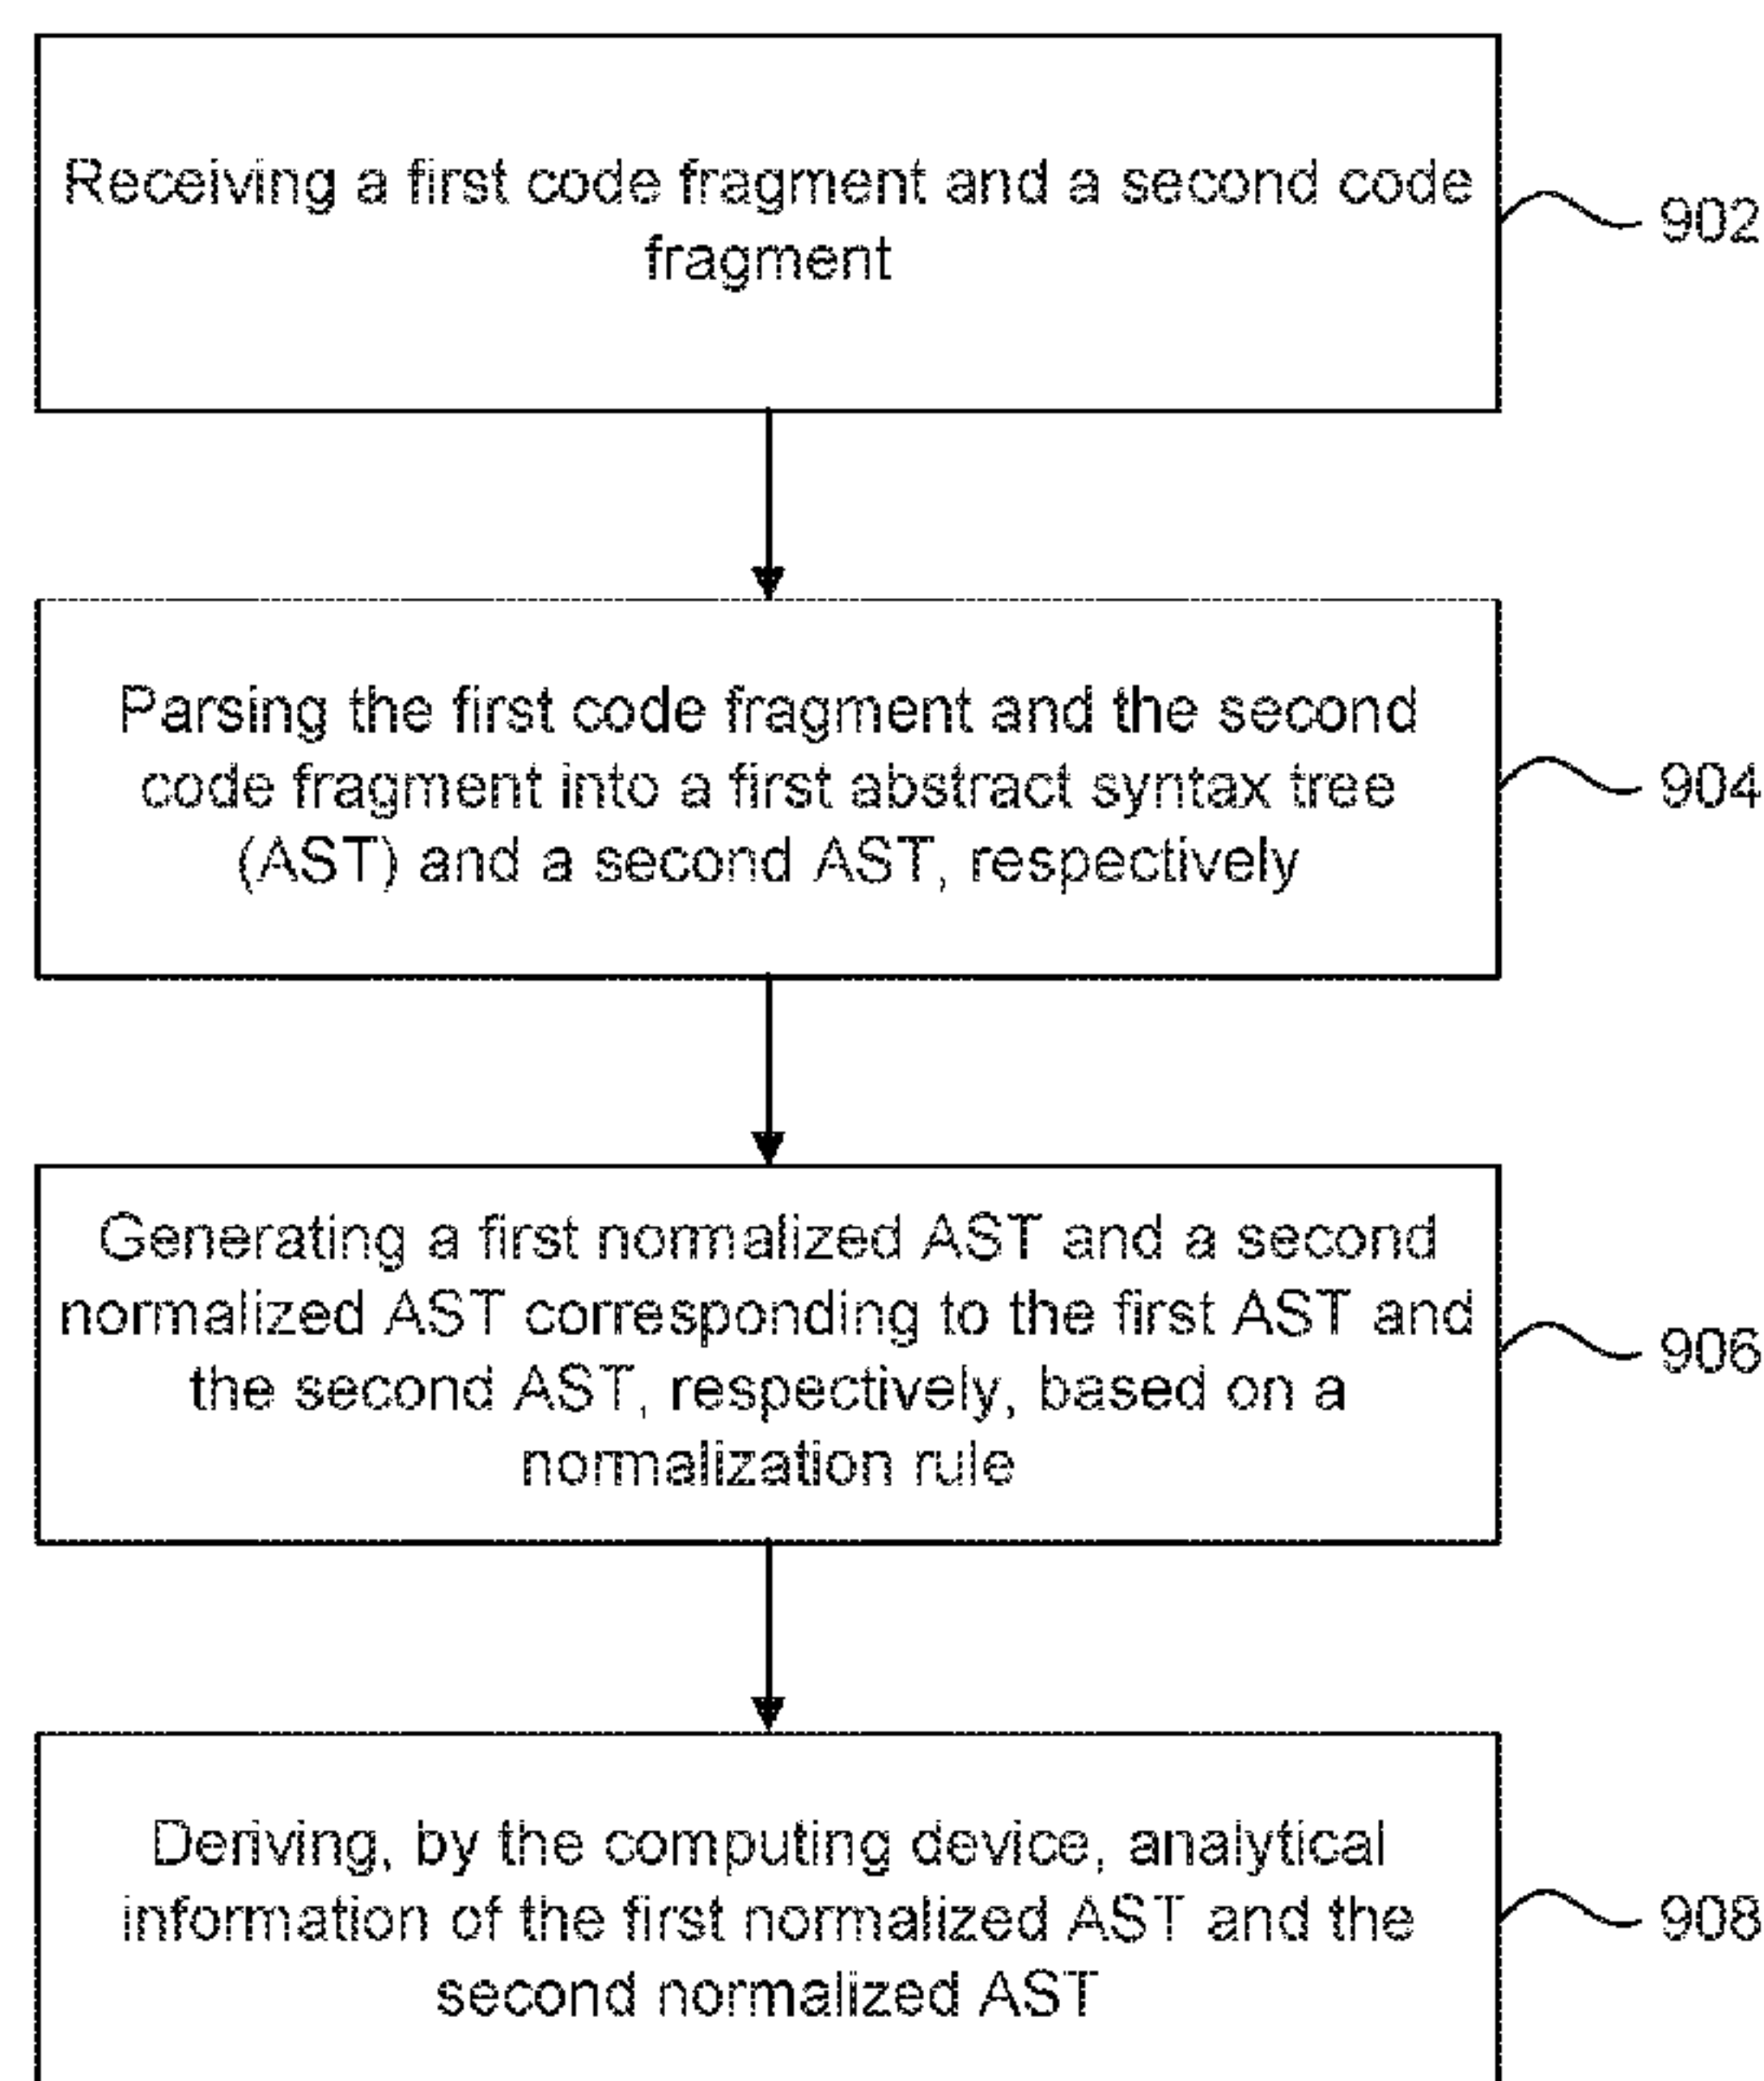 Receiving a first code fragment and a second code
fragment
902
Parsing the first code fragment and the second
code fragment into a first abstract syntax tree
(AST) and a second AST, respectively
904
Generating a first normalized AST and a second
normalized AST corresponding to the first AST and
the second AST, respectively, based on a
normalization rule
906
Deriving, by the computing device, analytical
information of the first normalized AST and the
second normalized AST
908